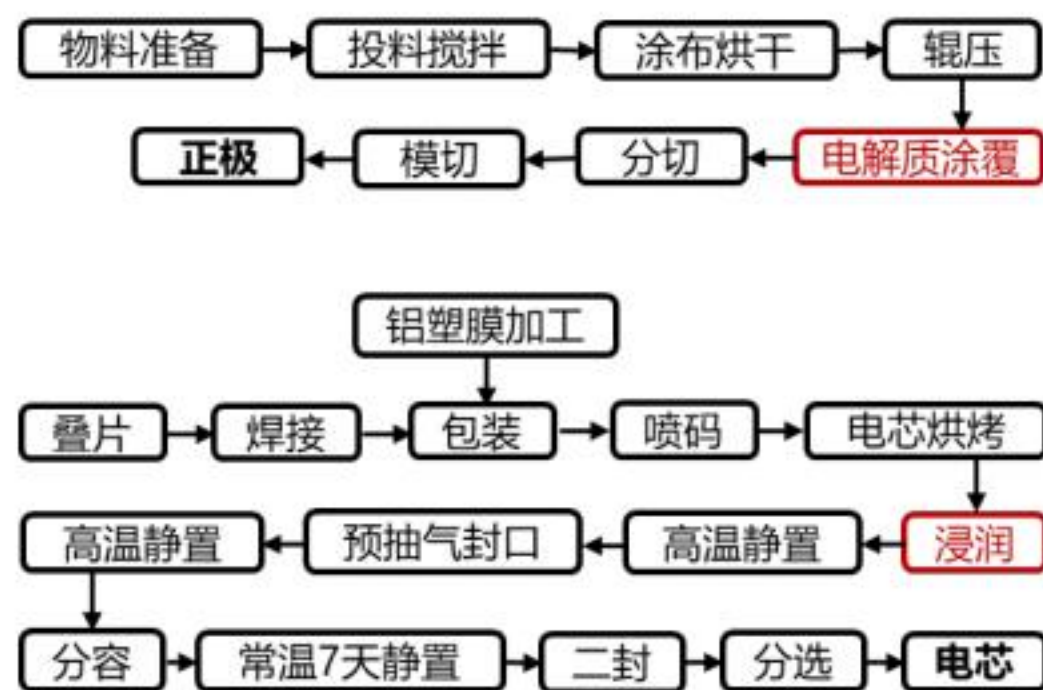 物料准备
投料搅拌
涂布烘干
辊压
电解质涂覆
分切
模切
正极
铝塑膜加工
叠片
焊接
包装
喷码
电芯烘烤
浸润
高温静置
预抽气封口
高温静置
分容
常温7天静置
二封
分选
电芯